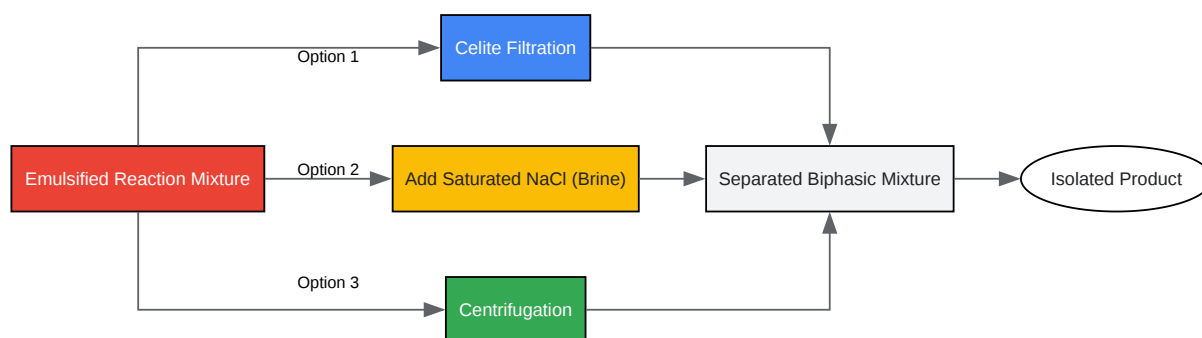 Celite Filtration
Option 1
Emulsified Reaction Mixture
Option 2
Add Saturated NaCl (Brine)
Separated Biphasic Mixture
Isolated Product
Option 3
Centrifugation